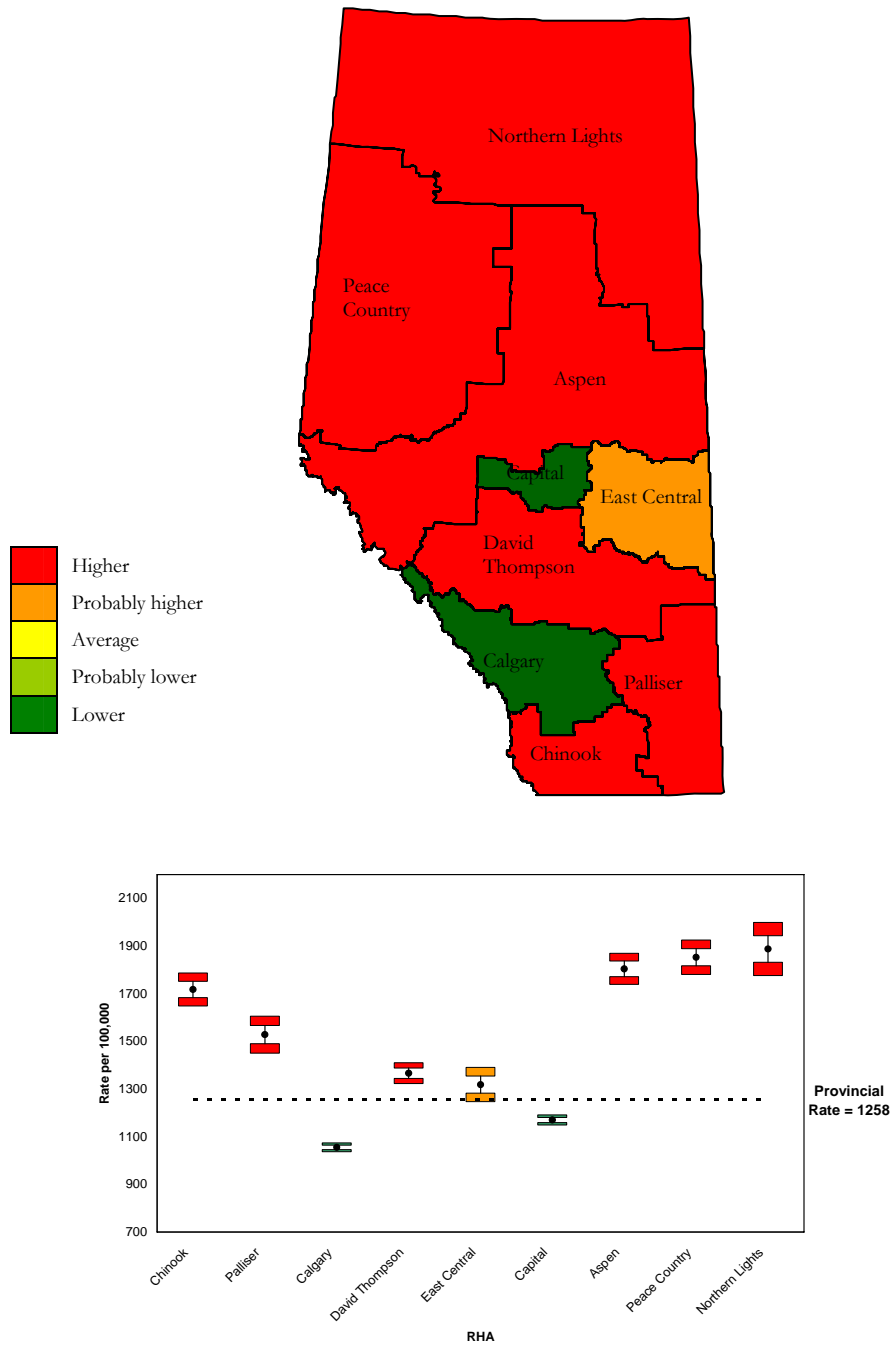 Northern Lights
Peace
Country
Aspen
Capital
East Central
David
Thompson
Calgary
Palliser
Chinook
Higher
Probably higher
Average
Probably lower
Lower
2100
1900
1700
1500
1300
1100
900
700
Rate per 100,000
Provincial
Rate = 1258
Chinook
Palliser
Calgary
David Thompson
East Central
Capital
Aspen
Peace Country
Northern Lights
RHA